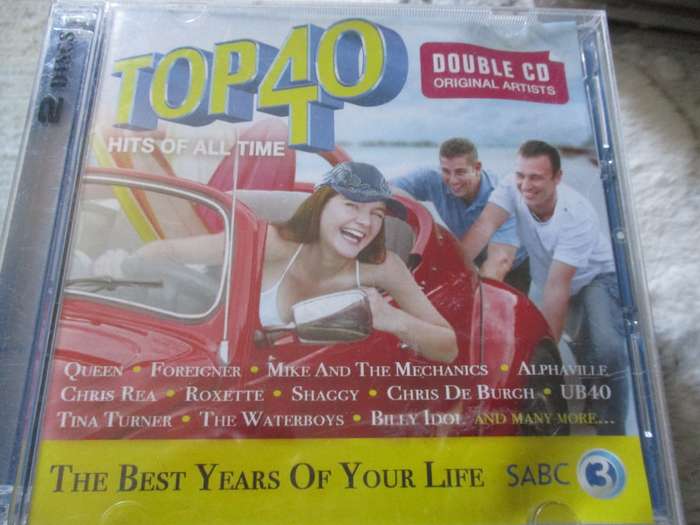 2 DISKS
TOP 40
HITS OF ALL TIME
DOUBLE CD
ORIGINAL ARTISTS
QUEEN • FOREIGNER • MIKE AND THE MECHANICS • ALPHAVILLE
CHRIS REA • ROXETTE • SHAGGY • CHRIS DE BURGH • UB40
TINA TURNER • THE WATERBOYS • BILLY IDOL AND MANY MORE...
THE BEST YEARS OF YOUR LIFE SABC 3